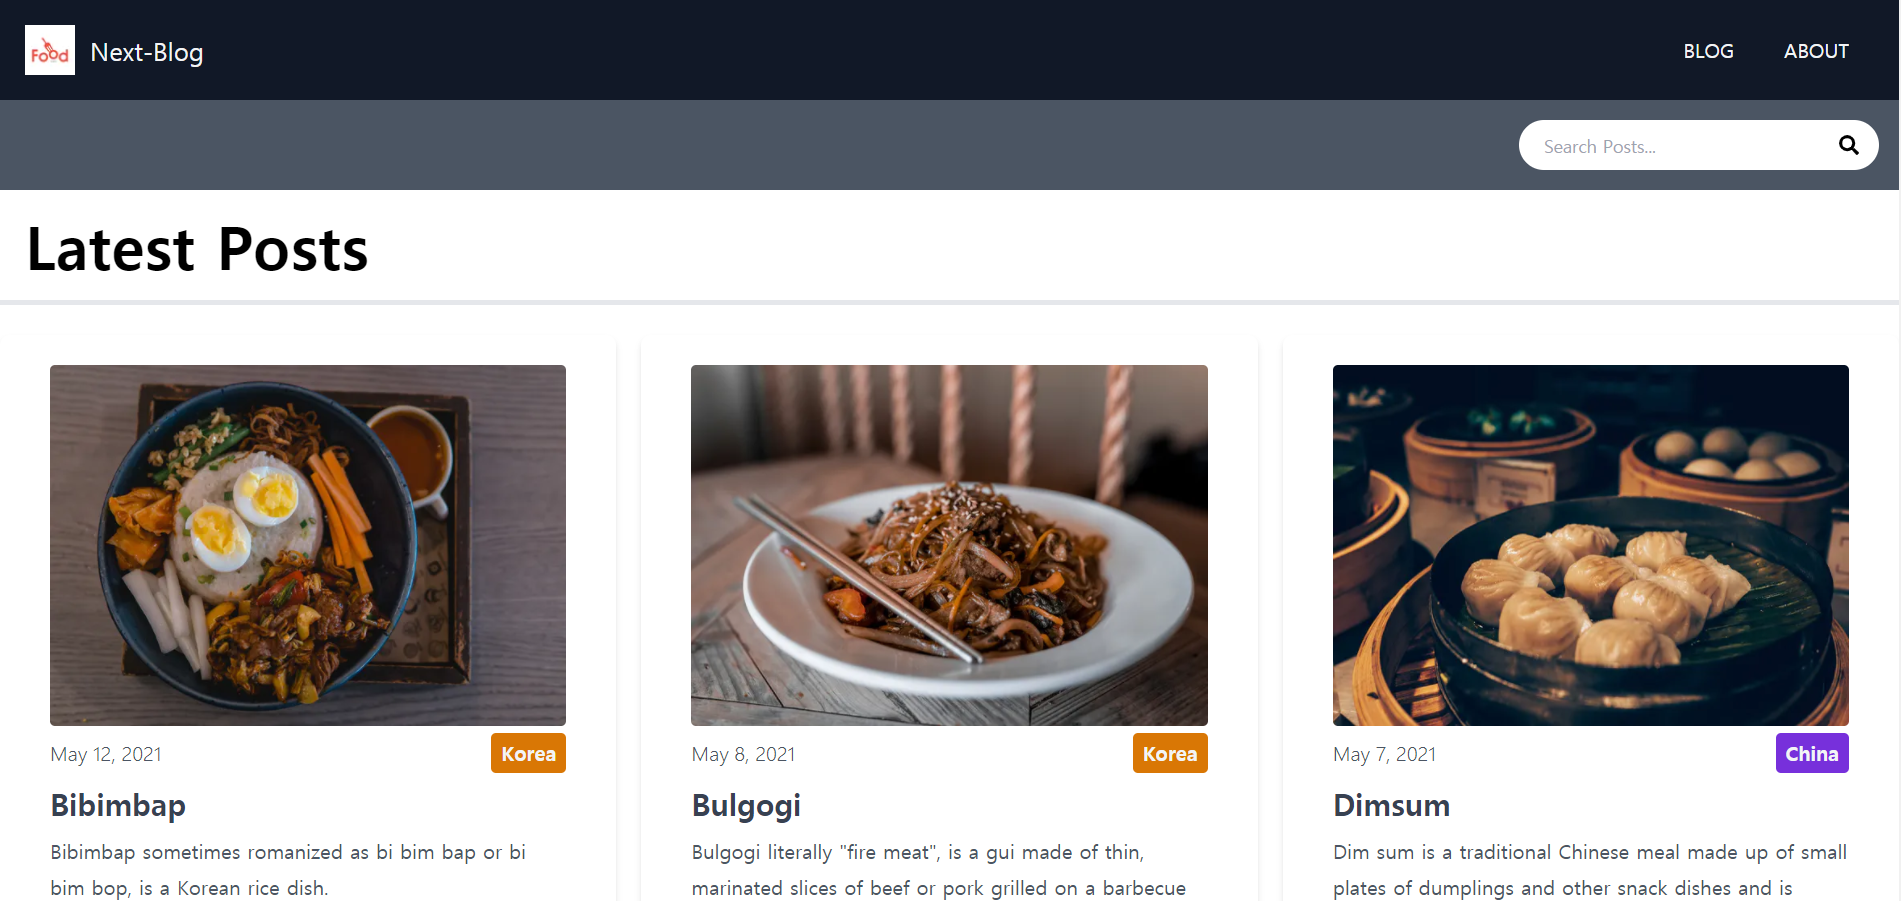 Food
Next-Blog
BLOG
ABOUT
Search Posts...
Latest Posts
May 12, 2021
Korea
Bibimbap
Bibimbap sometimes romanized as bi bim bap or bi
bim bop, is a Korean rice dish.
May 8, 2021
Korea
Bulgogi
Bulgogi literally "fire meat", is a gui made of thin,
marinated slices of beef or pork grilled on a barbecue
May 7, 2021
China
Dimsum
Dim sum is a traditional Chinese meal made up of small
plates of dumplings and other snack dishes and is